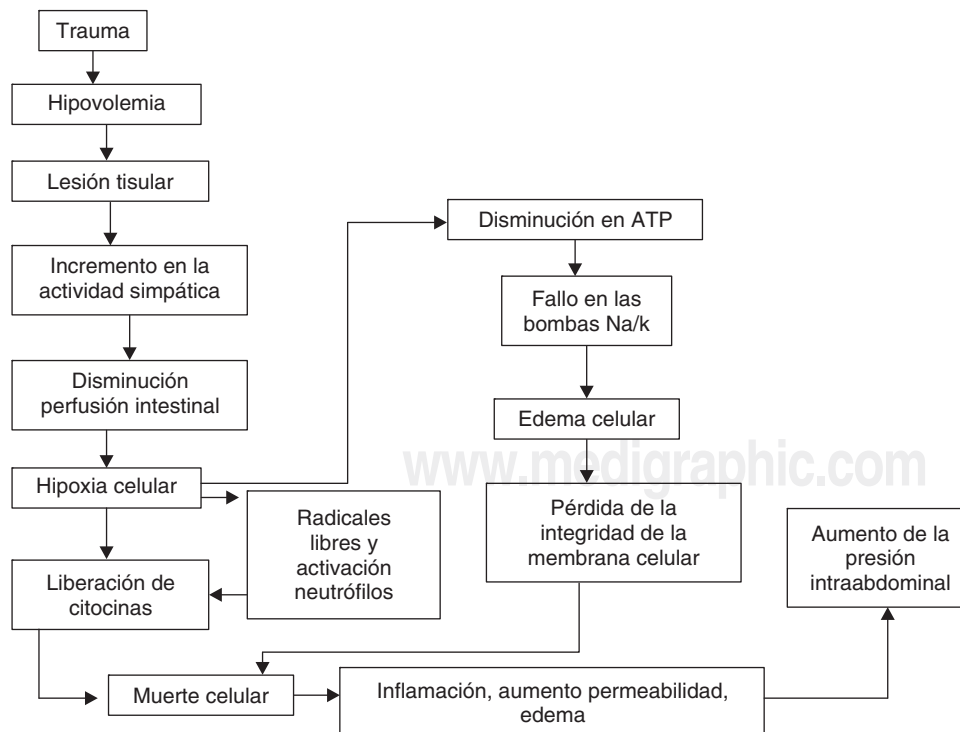 Trauma
Hipovolemia
Lesión tisular
Incremento en la
actividad simpática
Disminución
perfusión intestinal
Hipoxia celular
Radicales
libres y
activación
neutrófilos
Liberación de
citocinas
Disminución en ATP
Fallo en las
bombas Na/k
Edema celular
www.medigraphic.com
Pérdida de la
integridad de la
membrana celular
Muerte celular
Inflamación, aumento permeabilidad,
edema
Aumento de la
presión
intraabdominal